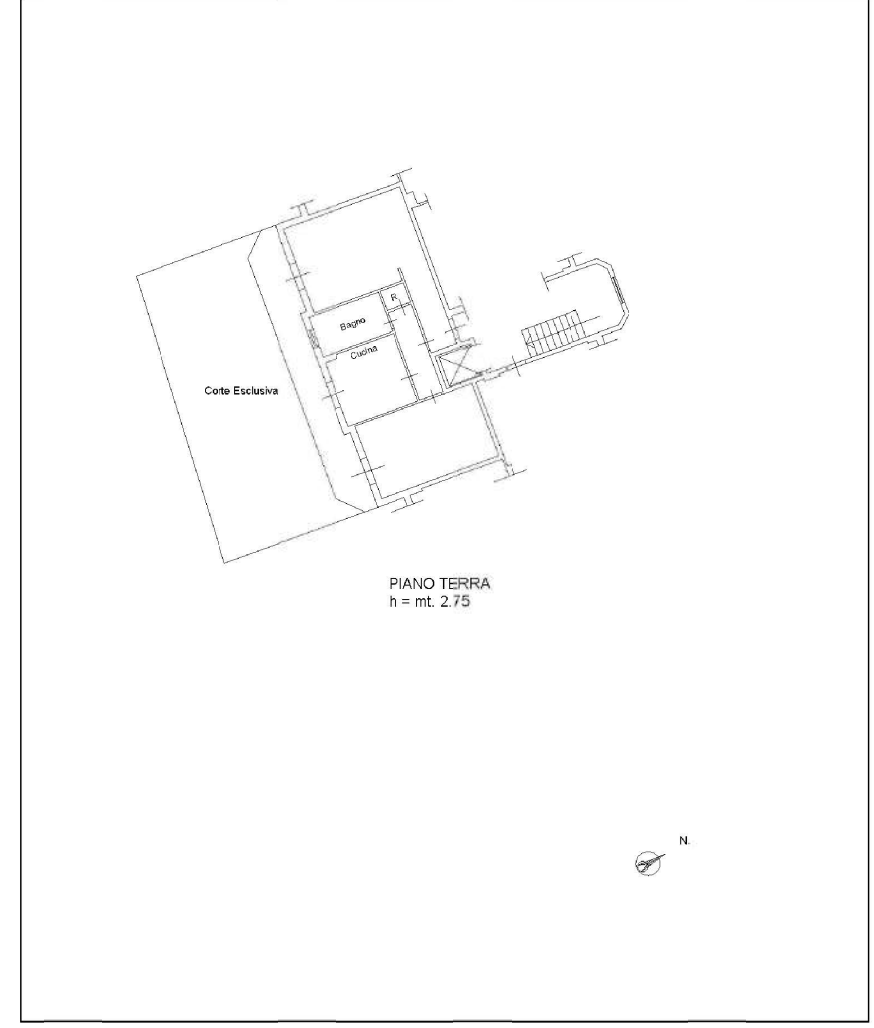 R
Bagno
Cucina
Corte Esclusiva
PIANO TERRA
h = mt. 2.75
N.